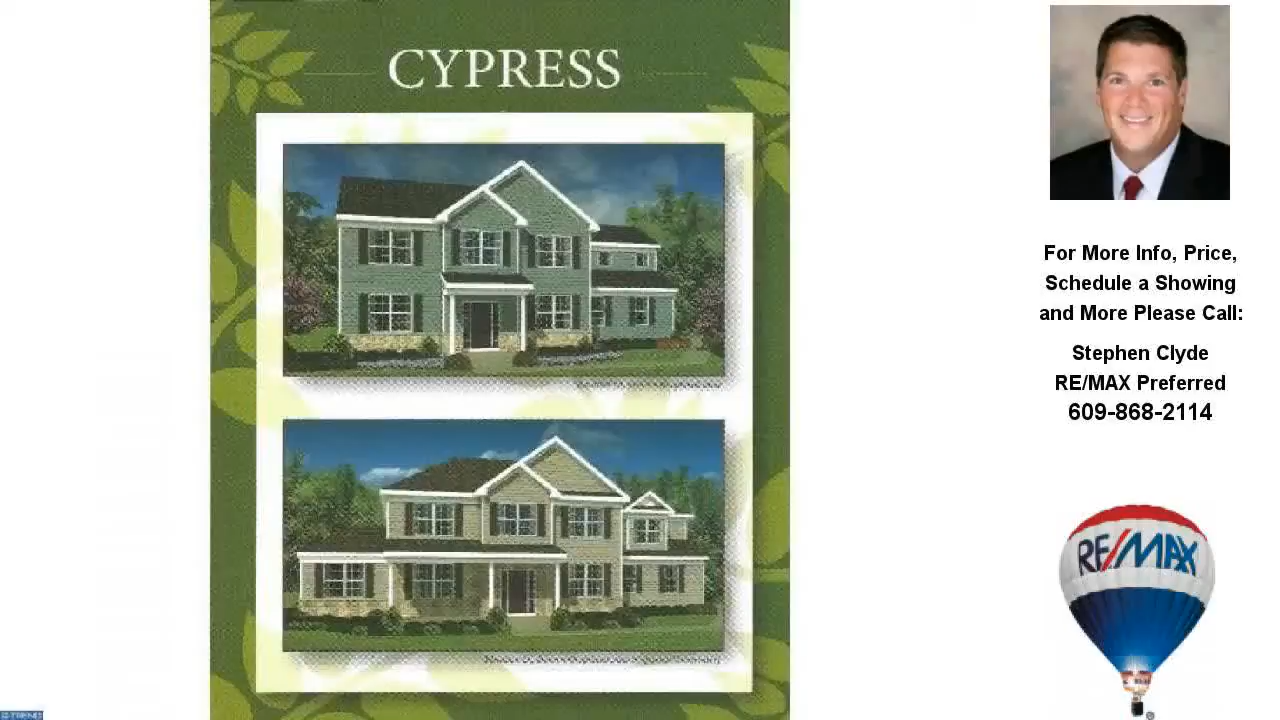 CYPRESS
For More Info, Price,
Schedule a Showing
and More Please Call:
Stephen Clyde
RE/MAX Preferred
609-868-2114
RE/MAX
TREND